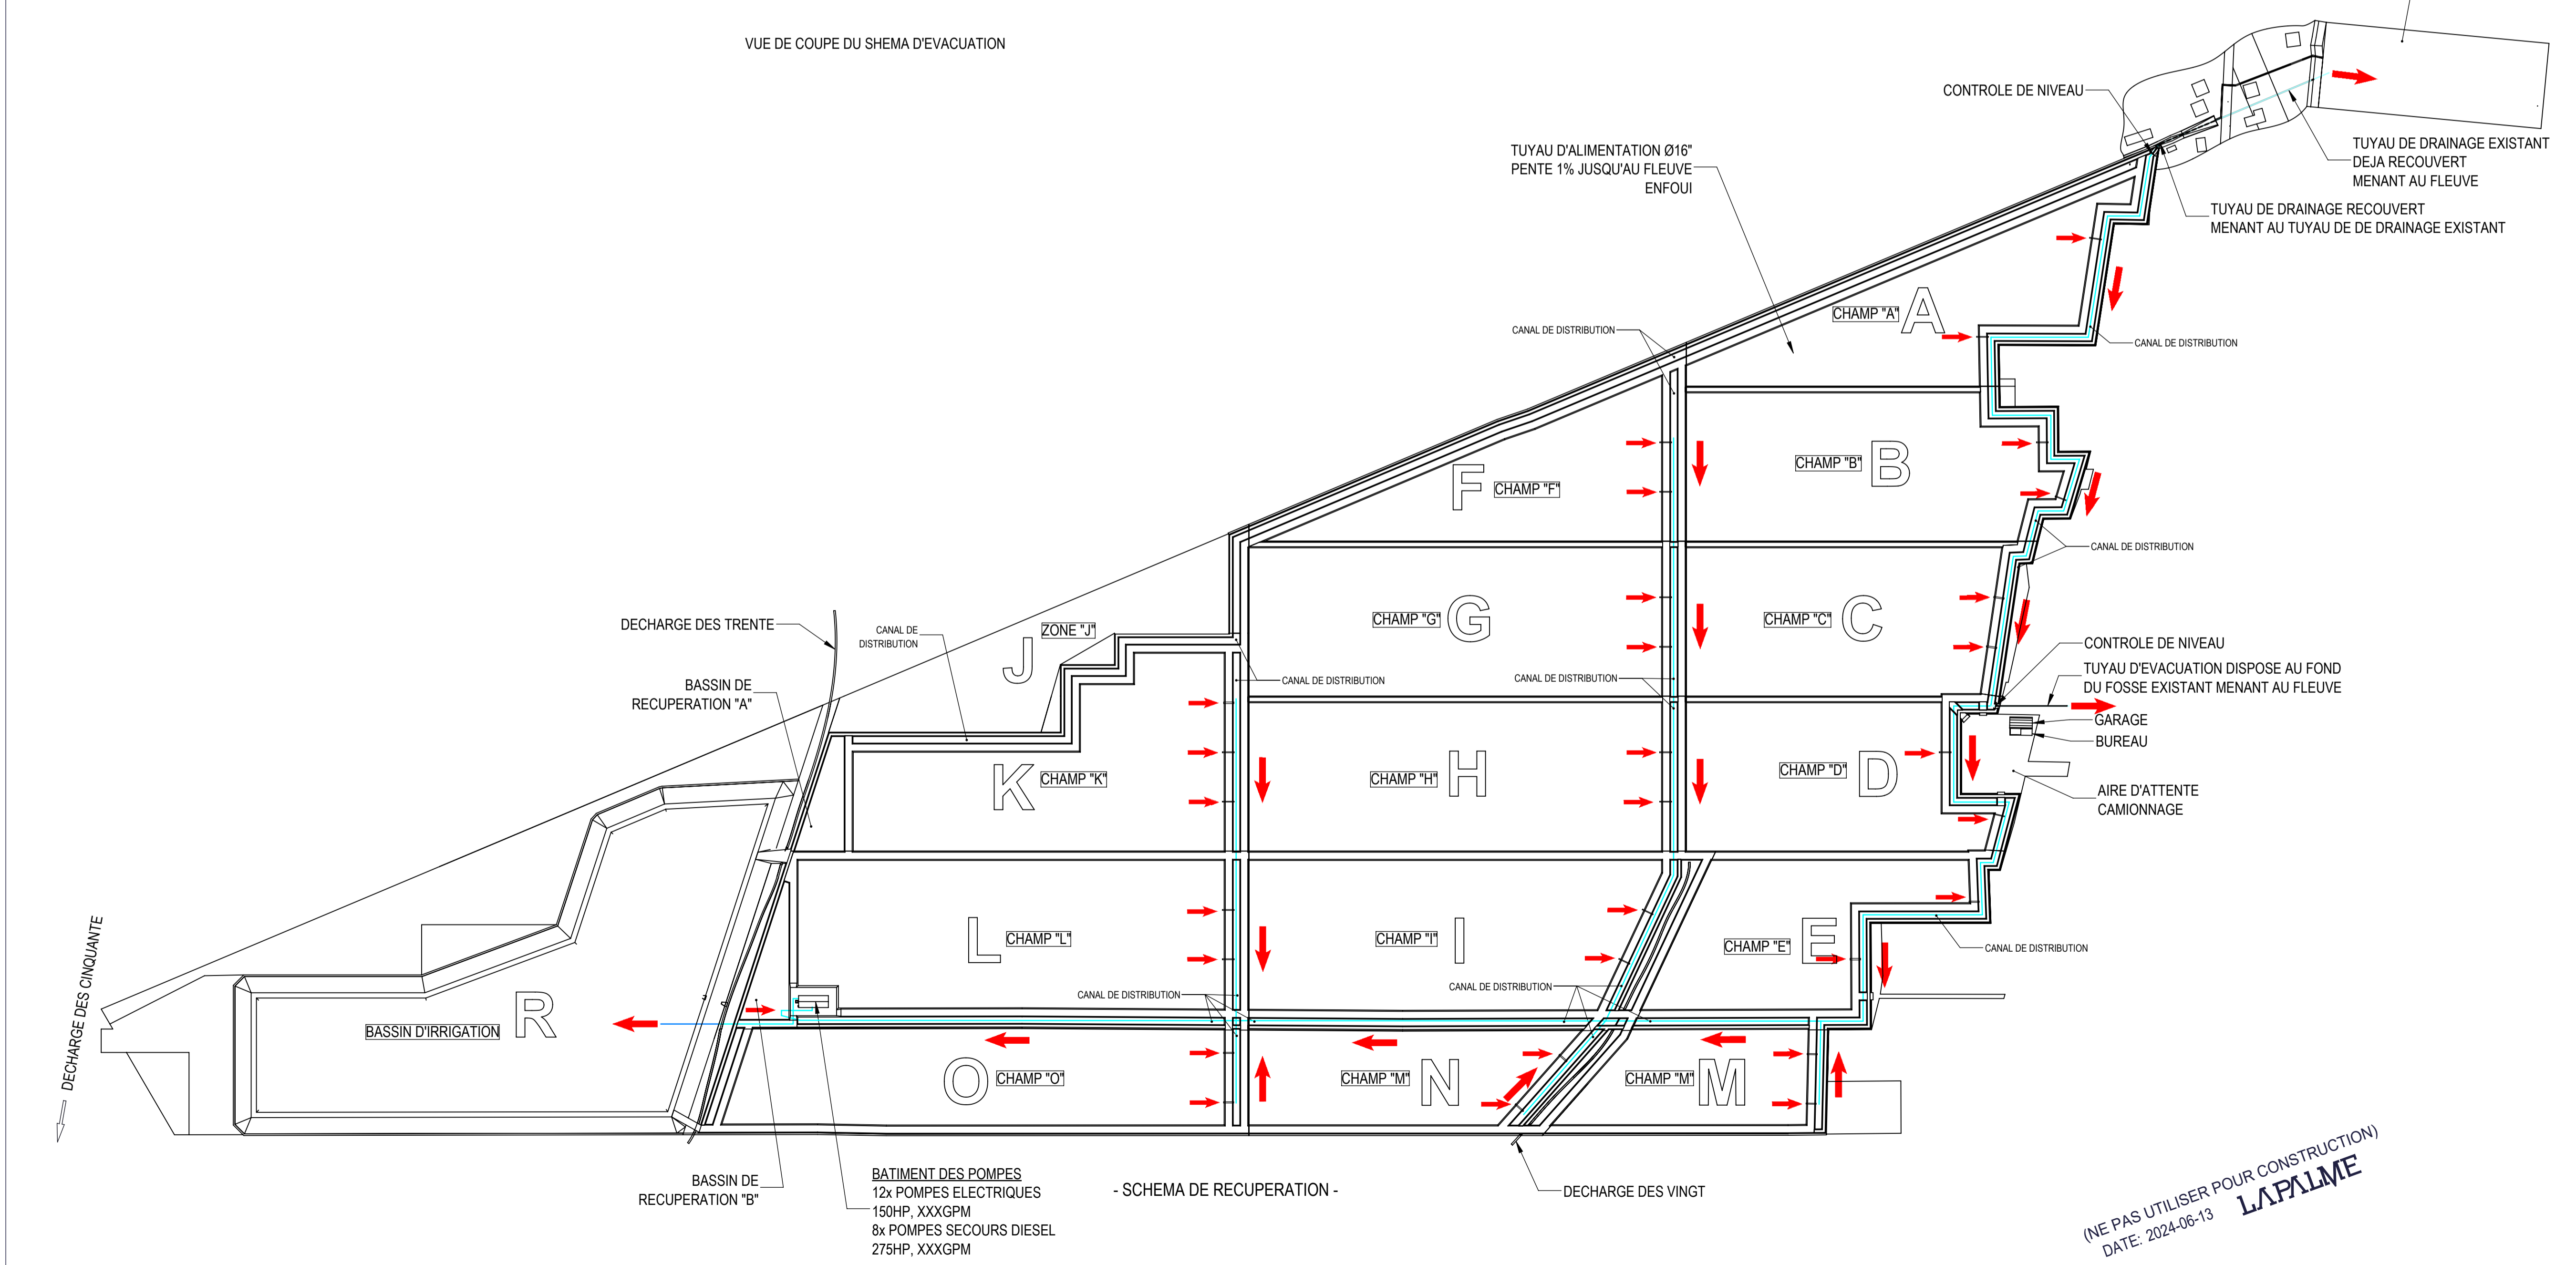 VUE DE COUPE DU SHEMA D'EVACUATION
CONTROLE DE NIVEAU
TUYAU DE DRAINAGE EXISTANT
DEJA RECOUVERT
MENANT AU FLEUVE
TUYAU D'ALIMENTATION Ø16"
PENTE 1% JUSQU'AU FLEUVE
ENFOUI
TUYAU DE DRAINAGE RECOUVERT
MENANT AU TUYAU DE DE DRAINAGE EXISTANT
CHAMP "A"
A
CANAL DE DISTRIBUTION
CANAL DE DISTRIBUTION
F
CHAMP "F"
CHAMP "B"
B
CANAL DE DISTRIBUTION
CHAMP "G"
G
CHAMP "C"
C
DECHARGE DES TRENTE
CANAL DE
DISTRIBUTION
J
ZONE "J"
CONTROLE DE NIVEAU
TUYAU D'EVACUATION DISPOSE AU FOND
DU FOSSE EXISTANT MENANT AU FLEUVE
CANAL DE DISTRIBUTION
CANAL DE DISTRIBUTION
BASSIN DE
RECUPERATION "A"
GARAGE
BUREAU
K
CHAMP "K"
CHAMP "H"
H
CHAMP "D"
D
AIRE D'ATTENTE
CAMIONNAGE
L
CHAMP "L"
CHAMP "I"
I
CHAMP "E"
E
CANAL DE DISTRIBUTION
CANAL DE DISTRIBUTION
CANAL DE DISTRIBUTION
DECHARGE DES CINQUANTE
BASSIN D'IRRIGATION
R
O
CHAMP "O"
CHAMP "M"
N
CHAMP "M"
M
BASSIN DE
RECUPERATION "B"
BATIMENT DES POMPES
12x POMPES ELECTRIQUES
150HP, XXXGPM
8x POMPES SECOURS DIESEL
275HP, XXXGPM
- SCHEMA DE RECUPERATION -
DECHARGE DES VINGT
(NE PAS UTILISER POUR CONSTRUCTION)
DATE: 2024-06-13
LAPALME